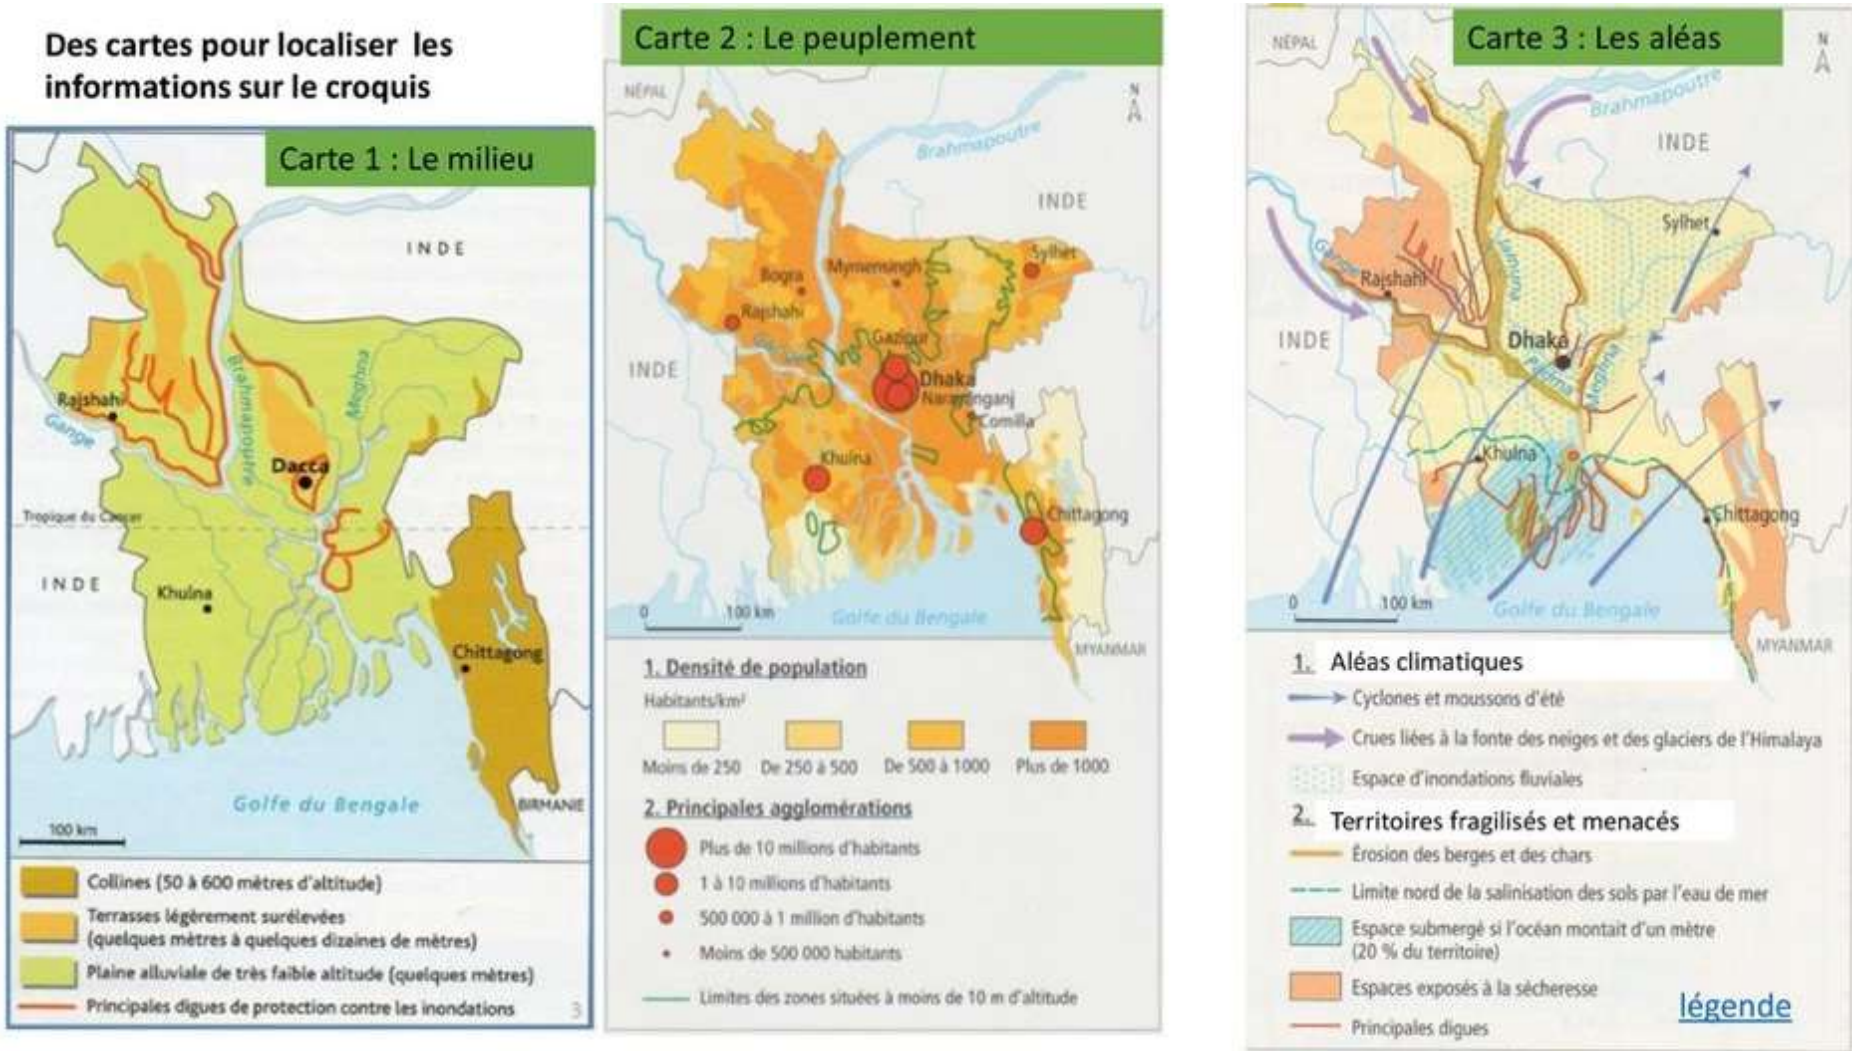 Des cartes pour localiser les
informations sur le croquis
Carte 1 : Le milieu
INDE
Rajshahi
Gange
Brahmapoutre
Meghna
Dacca
Tropique du Cancer
INDE
Khulna
Chittagong
Golfe du Bengale
BIRMANIE
100 km
Collines (50 à 600 mètres d'altitude)
Terrasses légèrement surélevées
(quelques mètres à quelques dizaines de mètres)
Plaine alluviale de très faible altitude (quelques mètres)
Principales digues de protection contre les inondations
3
Carte 2 : Le peuplement
NÉPAL
N
Brahmapoutre
INDE
Sylhet
Bogra
Mymensingh
Rajshahi
Gazipur
Gange
INDE
Dhaka
Narayanganj
Comilla
Khulna
Chittagong
0 100 km
Golfe du Bengale
MYANMAR
1. Densité de population
Habitants/km²
Moins de 250 De 250 à 500 De 500 à 1000 Plus de 1000
2. Principales agglomérations
Plus de 10 millions d'habitants
1 à 10 millions d'habitants
500 000 à 1 million d'habitants
Moins de 500 000 habitants
Limites des zones situées à moins de 10 m d'altitude
Carte 3 : Les aléas
NÉPAL
N
Brahmapoutre
INDE
Sylhet
Gange
Rajshahi
Jamuna
INDE
Dhaka
Padma
Meghna
Khulna
Chittagong
0 100 km
Golfe du Bengale
MYANMAR
1. Aléas climatiques
Cyclones et moussons d'été
Crues liées à la fonte des neiges et des glaciers de l'Himalaya
Espace d'inondations fluviales
2. Territoires fragilisés et menacés
Érosion des berges et des chars
Limite nord de la salinisation des sols par l'eau de mer
Espace submergé si l'océan montait d'un mètre
(20 % du territoire)
Espaces exposés à la sècheresse
légende
Principales digues